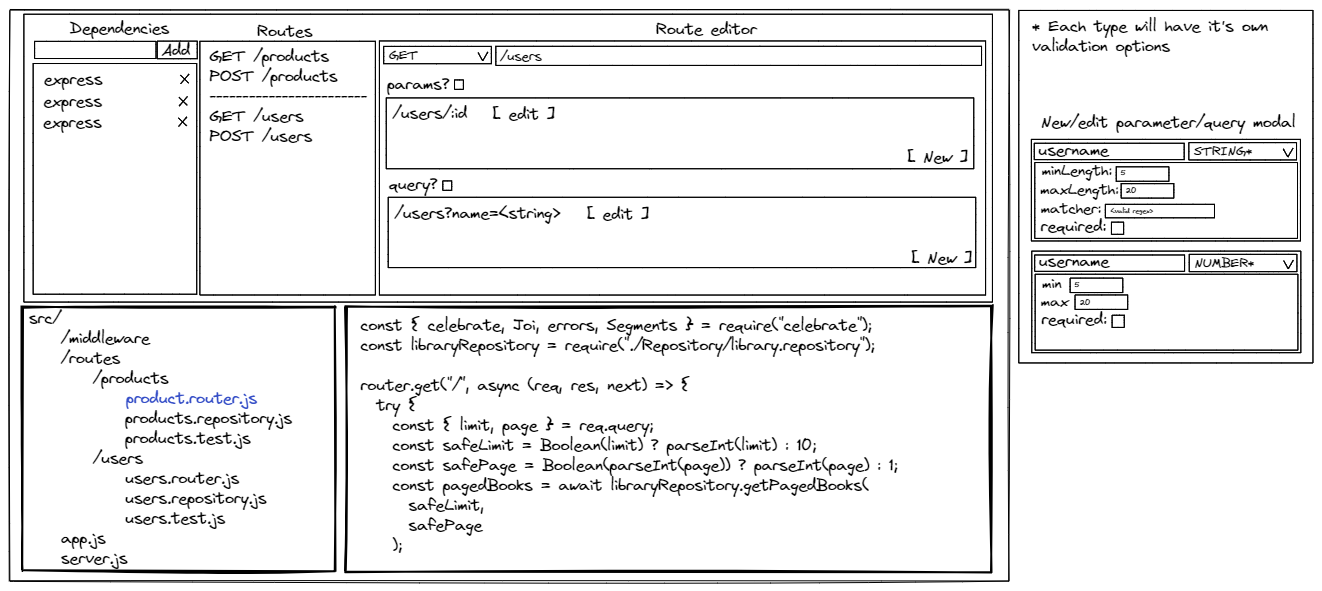 Dependencies
Add
express X
express X
express X
Routes
GET /products
POST /products
-----------------------
GET /users
POST /users
Route editor
GET V /users
params?
/users/:id [ edit ]
[ New ]
query?
/users?name=<string> [ edit ]
[ New ]
src/
/middleware
/routes
/products
product.router.js
products.repository.js
products.test.js
/users
users.router.js
users.repository.js
users.test.js
app.js
server.js
const { celebrate, Joi, errors, Segments } = require("celebrate");
const libraryRepository = require("./Repository/library.repository");
router.get("/", async (req, res, next) => {
try {
const { limit, page } = req.query;
const safeLimit = Boolean(limit) ? parseInt(limit) : 10;
const safePage = Boolean(parseInt(page)) ? parseInt(page) : 1;
const pagedBooks = await libraryRepository.getPagedBooks(
safeLimit,
safePage
);
* Each type will have it's own
validation options
New/edit parameter/query modal
username STRING* V
minLength: 5
maxLength: 20
matcher: <valid regex>
required:
username NUMBER* V
min 5
max 20
required: